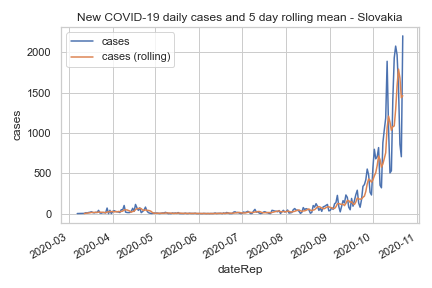 New COVID-19 daily cases and 5 day rolling mean - Slovakia
cases
cases (rolling)
2000
1500
1000
500
0
cases
2020-03
2020-04
2020-05
2020-06
2020-07
2020-08
2020-09
2020-10
2020-11
dateRep